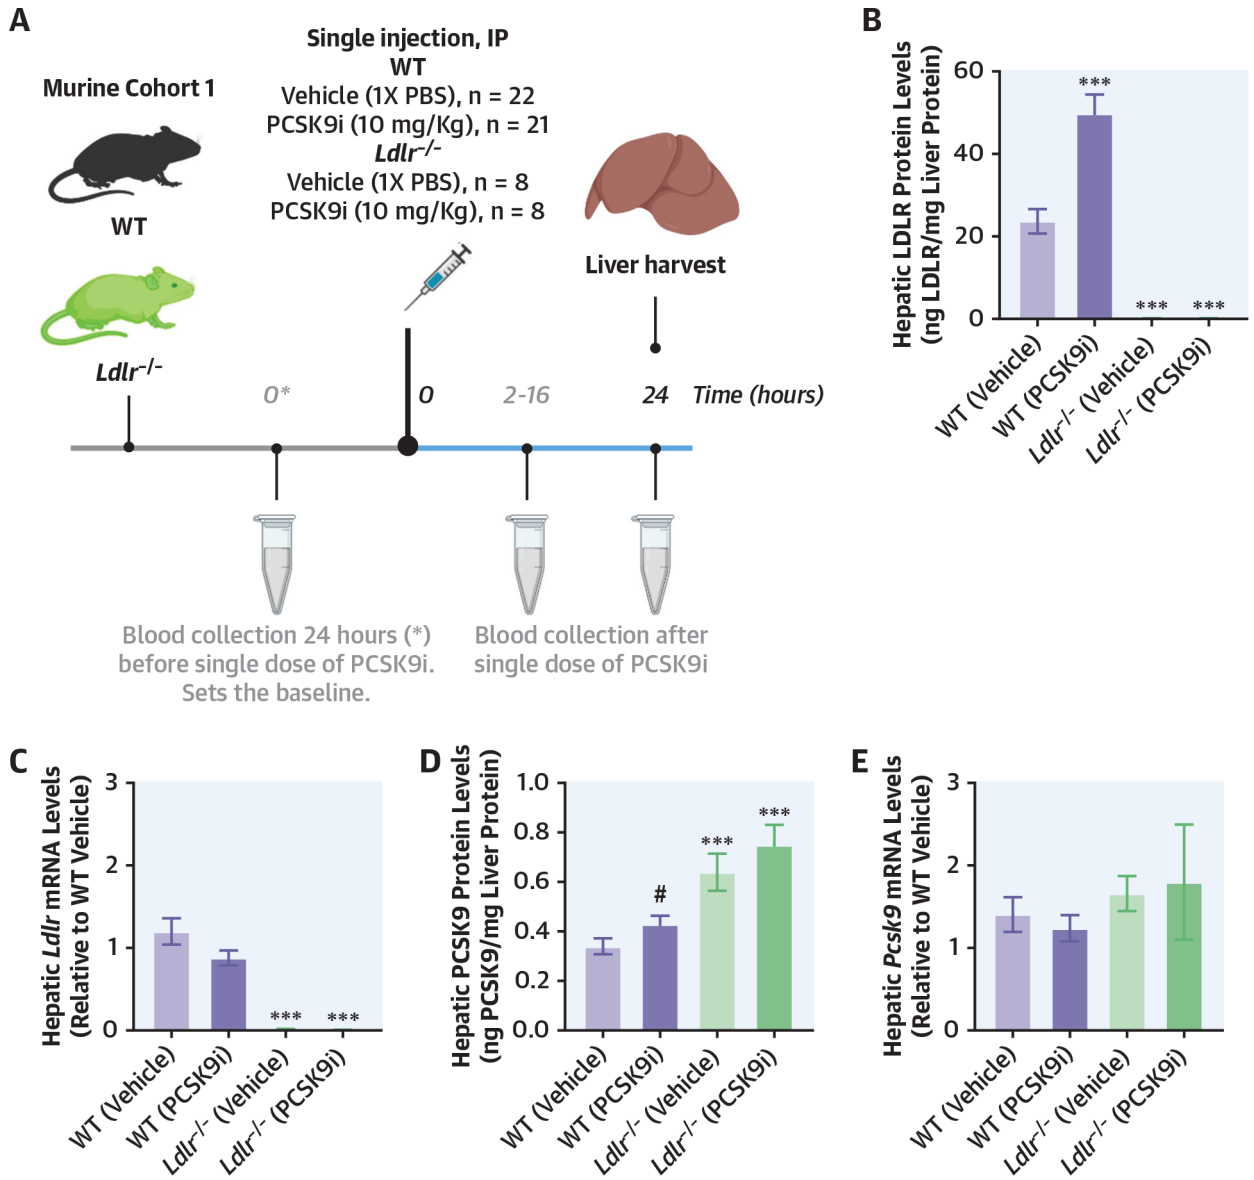 A
Murine Cohort 1
WT
Ldlr-/-
Single injection, IP
WT
Vehicle (1X PBS), n = 22
PCSK9i (10 mg/Kg), n = 21
Ldlr-/-
Vehicle (1X PBS), n = 8
PCSK9i (10 mg/Kg), n = 8
Liver harvest
0*
0
2-16
24
Time (hours)
Blood collection 24 hours (*)
before single dose of PCSK9i.
Sets the baseline.
Blood collection after
single dose of PCSK9i
B
Hepatic LDLR Protein Levels
(ng LDLR/mg Liver Protein)
60
40
20
0
***
***
***
WT (Vehicle)
WT (PCSK9i)
Ldlr-/- (Vehicle)
Ldlr-/- (PCSK9i)
C
Hepatic Ldlr mRNA Levels
(Relative to WT Vehicle)
3
2
1
0
***
***
WT (Vehicle)
WT (PCSK9i)
Ldlr-/- (Vehicle)
Ldlr-/- (PCSK9i)
D
Hepatic PCSK9 Protein Levels
(ng PCSK9/mg Liver Protein)
1.0
0.8
0.6
0.4
0.2
0.0
#
***
***
WT (Vehicle)
WT (PCSK9i)
Ldlr-/- (Vehicle)
Ldlr-/- (PCSK9i)
E
Hepatic Pcsk9 mRNA Levels
(Relative to WT Vehicle)
3
2
1
0
WT (Vehicle)
WT (PCSK9i)
Ldlr-/- (Vehicle)
Ldlr-/- (PCSK9i)